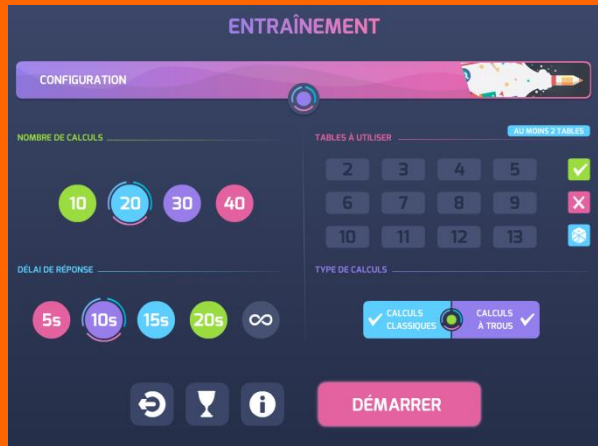 ENTRAÎNEMENT
CONFIGURATION
NOMBRE DE CALCULS
10 20 30 40
TABLES À UTILISER
AU MOINS 2 TABLES
2 3 4 5
6 7 8 9
10 11 12 13
DÉLAI DE RÉPONSE
5s 10s 15s 20s ∞
TYPE DE CALCULS
CALCULS
CLASSIQUES
CALCULS
À TROUS
DÉMARRER